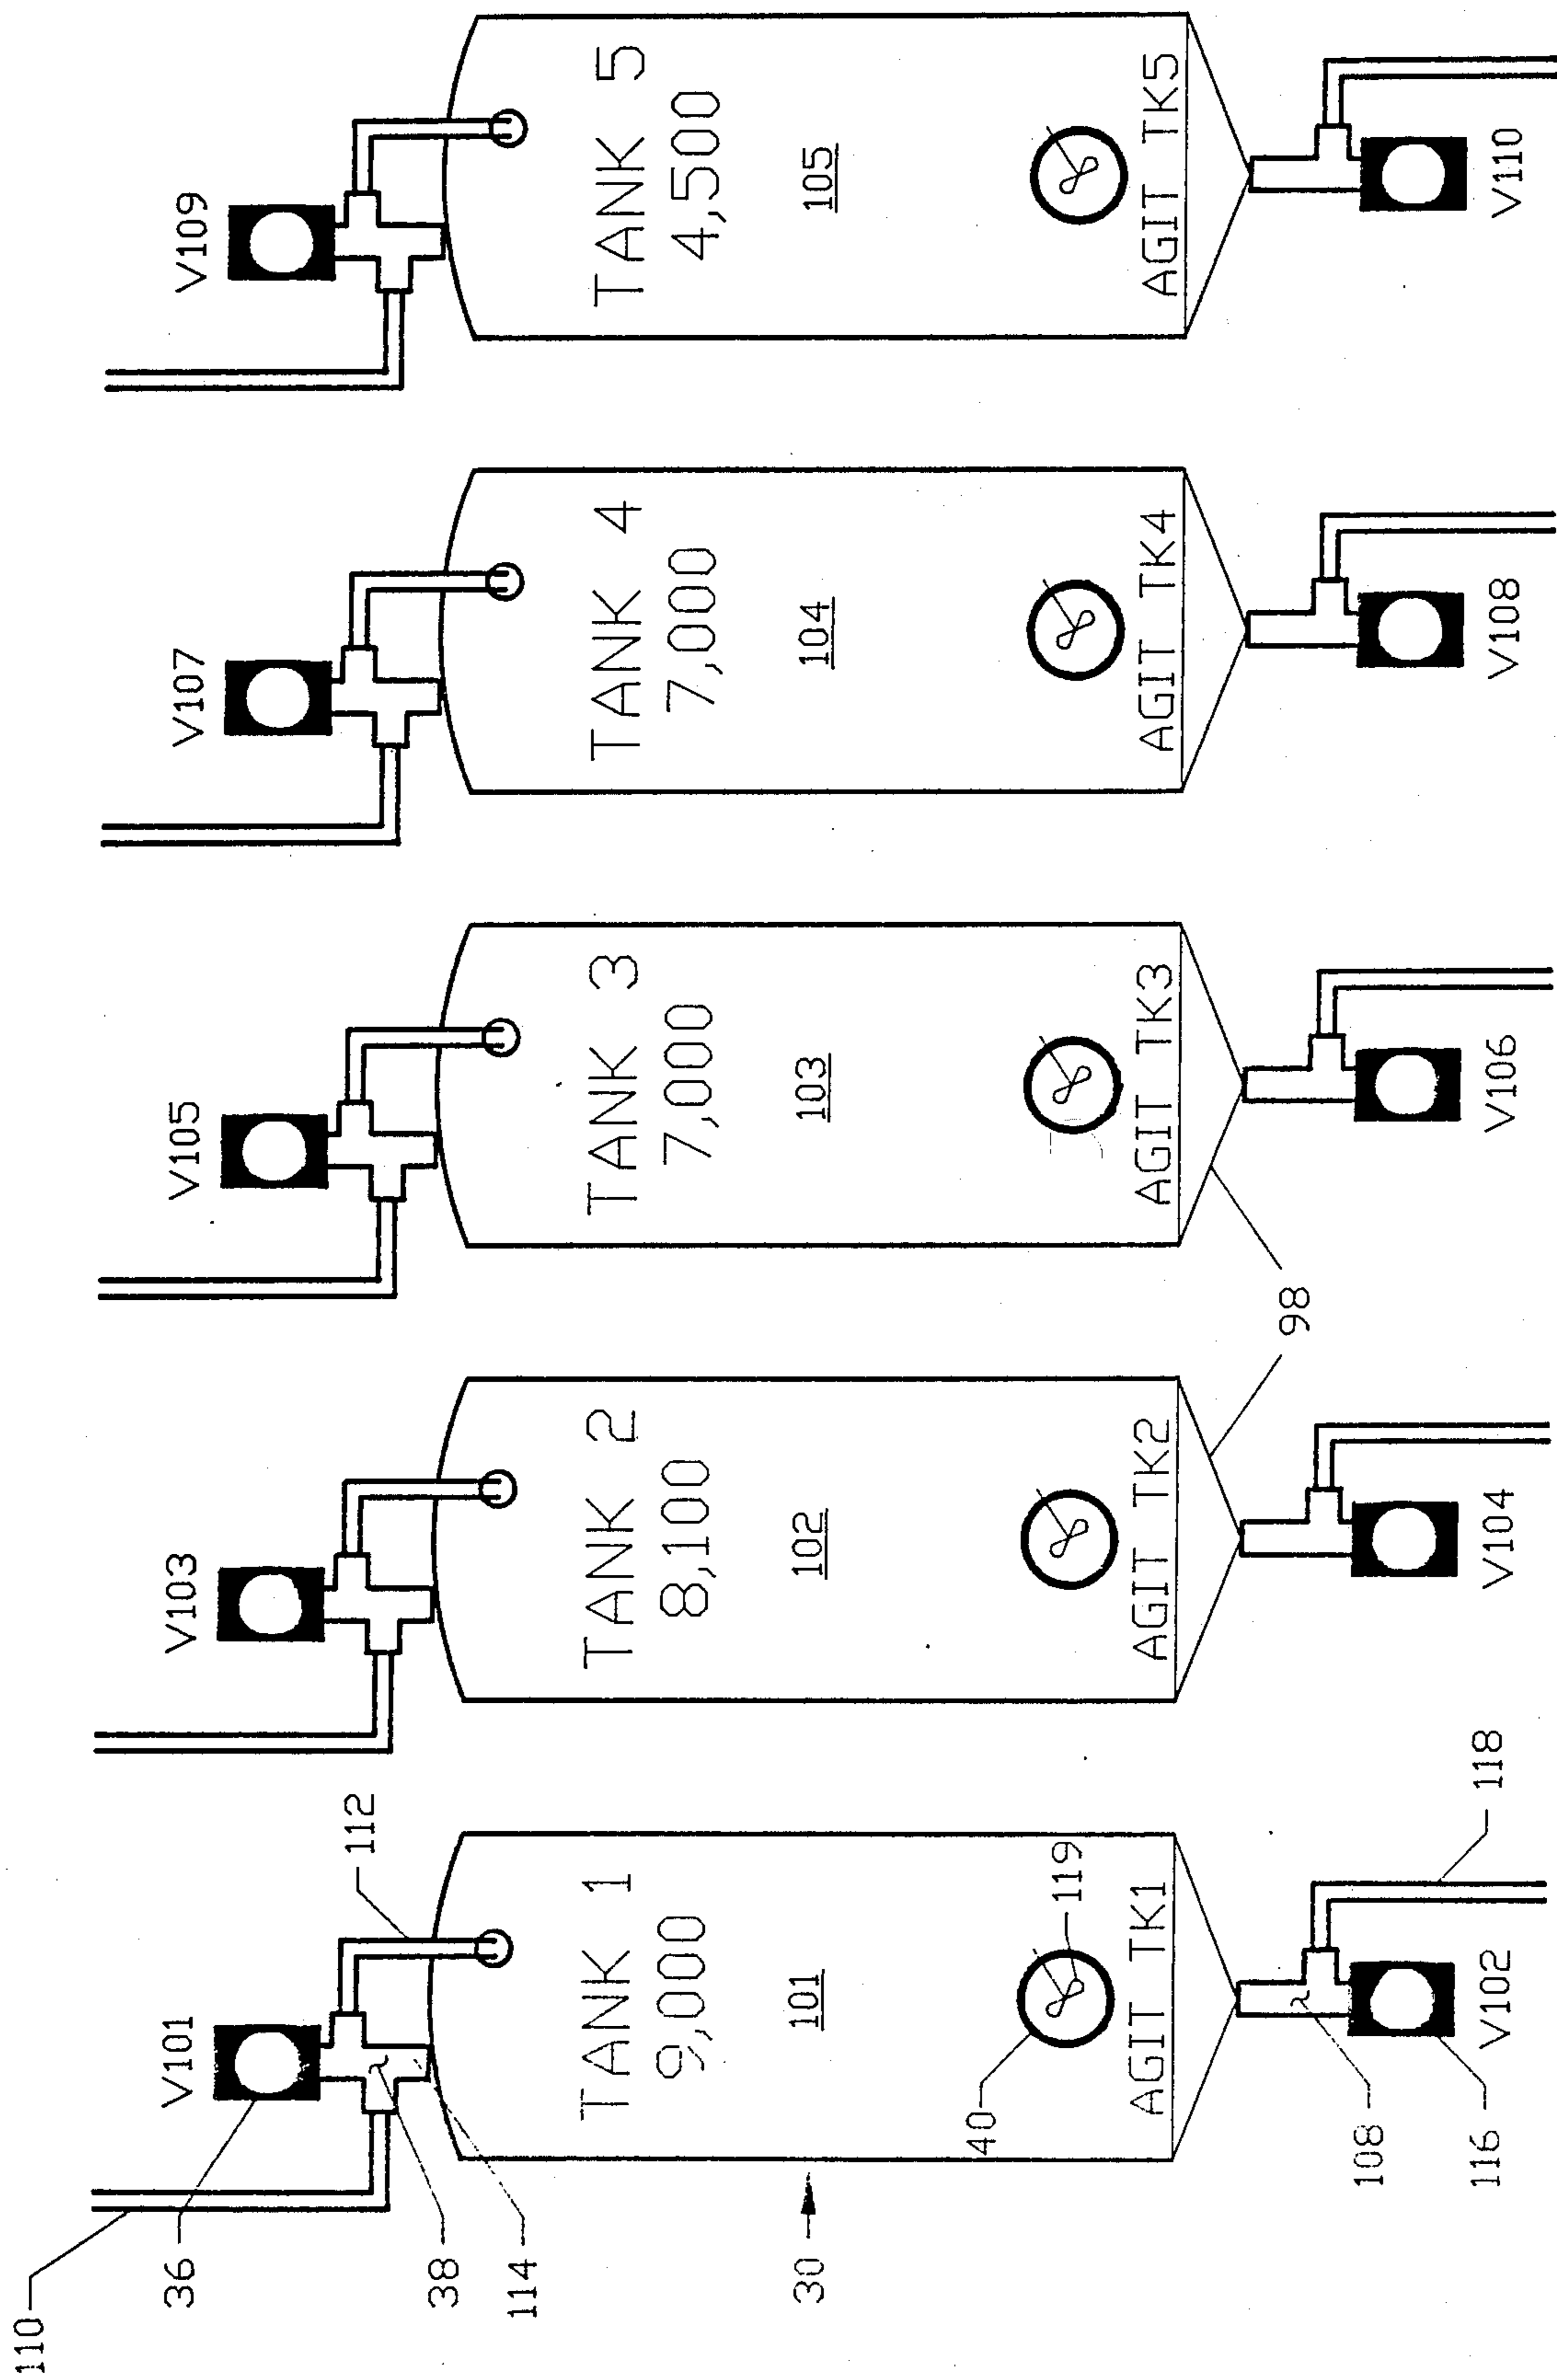 V101
V103
V105
V107
V109
110
36
38
114
112
TANK 1
9,000
101
TANK 2
8,100
102
TANK 3
7,000
103
TANK 4
7,000
104
TANK 5
4,500
105
30
40
119
AGIT TK1
AGIT TK2
AGIT TK3
AGIT TK4
AGIT TK5
98
108
116
118
V102
V104
V106
V108
V110